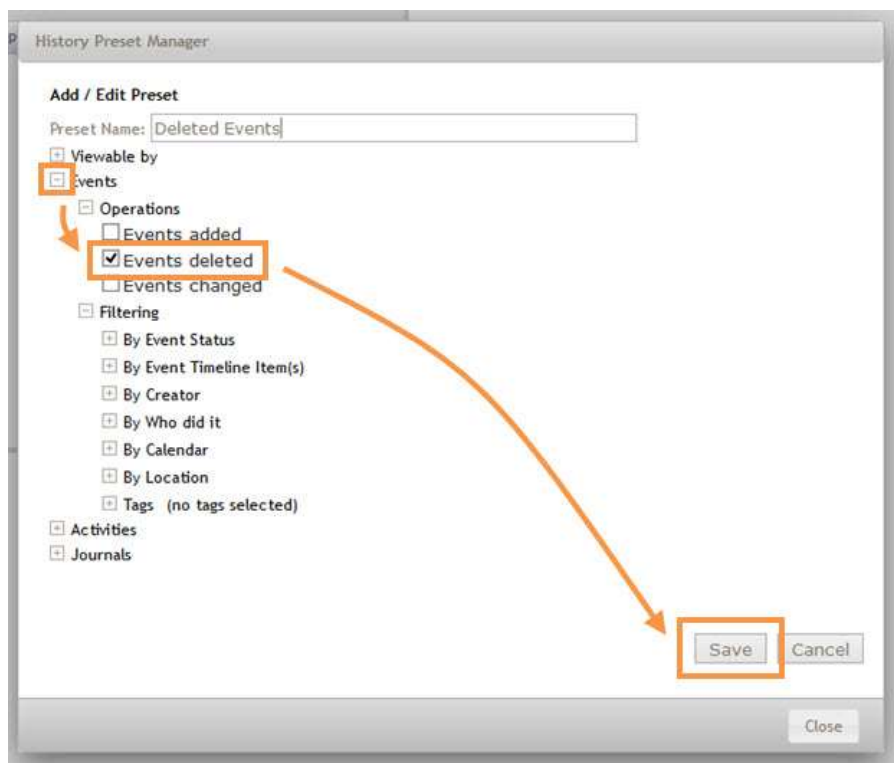 P
History Preset Manager
Add / Edit Preset
Preset Name: Deleted Events
Viewable by
Events
Operations
Events added
Events deleted
Events changed
Filtering
By Event Status
By Event Timeline Item(s)
By Creator
By Who did it
By Calendar
By Location
Tags (no tags selected)
Activities
Journals
Save Cancel
Close